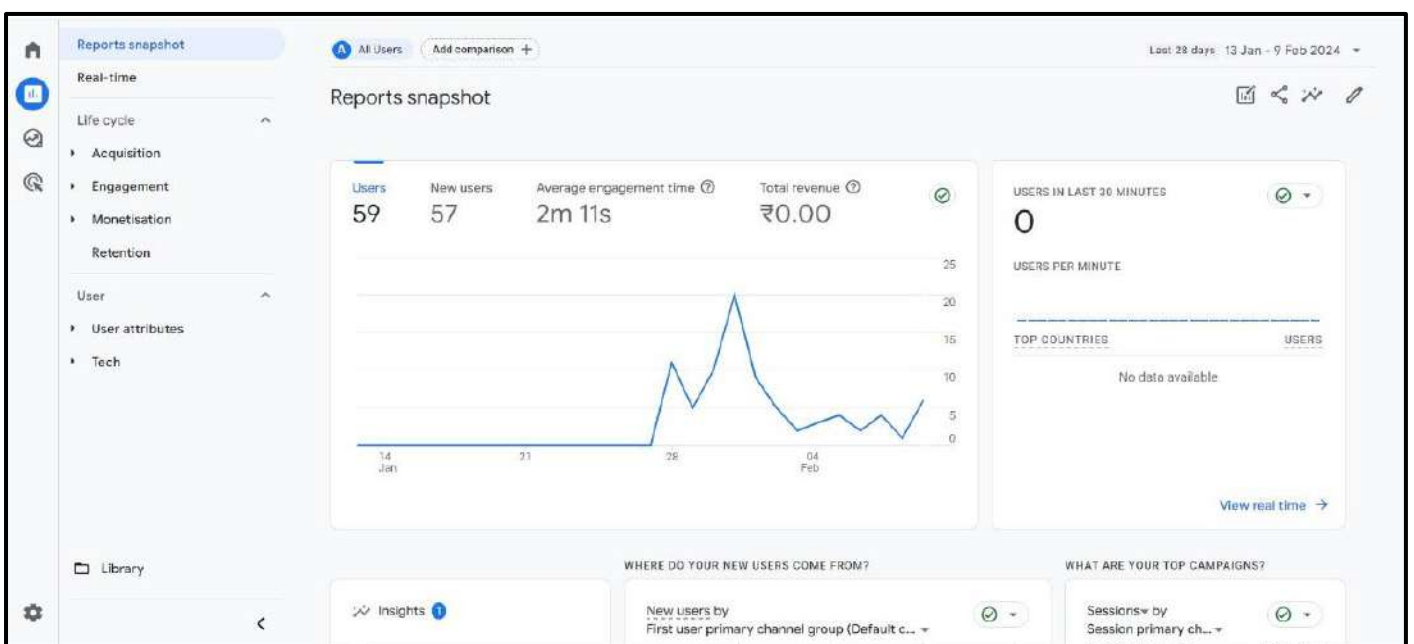 Reports snapshot
Real-time
Life cycle
Acquisition
Engagement
Monetisation
Retention
User
User attributes
Tech
Library
A All Users
Add comparison +
Last 28 days 13 Jan - 9 Feb 2024
Reports snapshot
Users
59
New users
57
Average engagement time
2m 11s
Total revenue
₹0.00
25
20
15
10
5
0
14
Jan
21
28
04
Feb
USERS IN LAST 30 MINUTES
0
USERS PER MINUTE
TOP COUNTRIES USERS
No data available
View real time →
Insights 1
WHERE DO YOUR NEW USERS COME FROM?
New users by
First user primary channel group (Default c...
WHAT ARE YOUR TOP CAMPAIGNS?
Sessions by
Session primary ch...